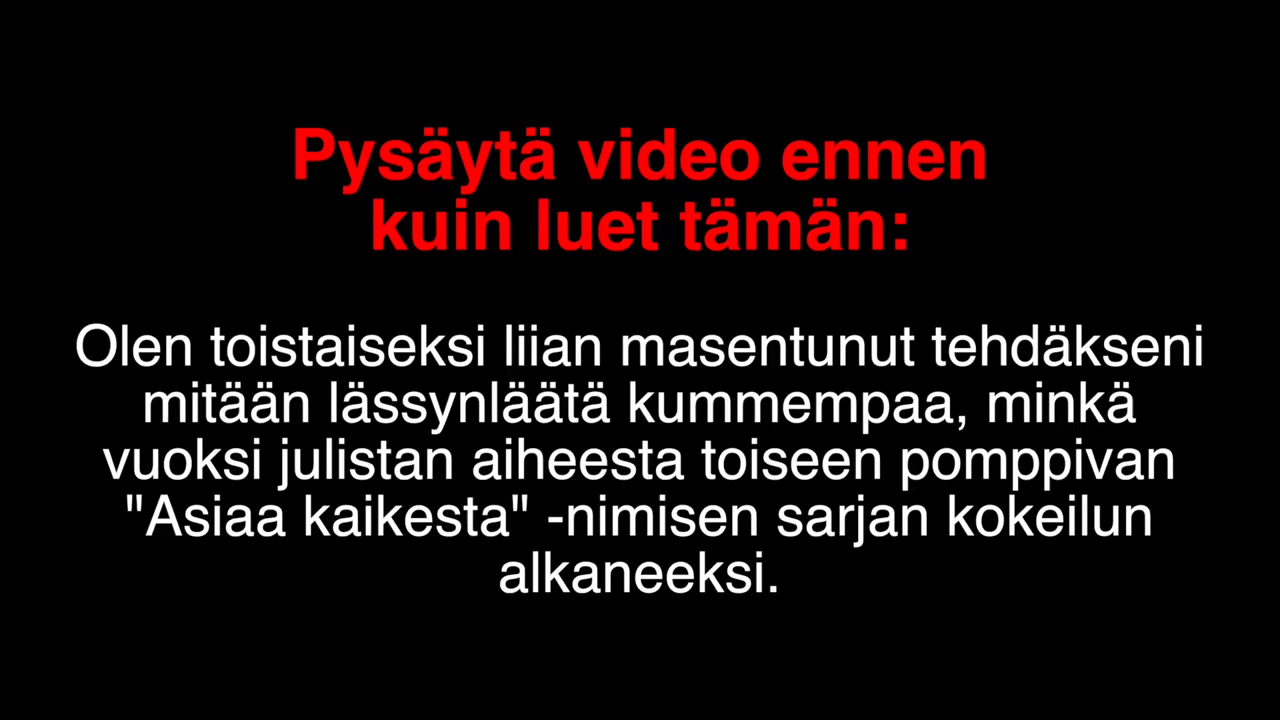 Pysäytä video ennen
kuin luet tämän:
Olen toistaiseksi liian masentunut tehdäkseni
mitään lässynläätä kummempaa, minkä
vuoksi julistan aiheesta toiseen pomppivan
"Asiaa kaikesta" -nimisen sarjan kokeilun
alkaneeksi.